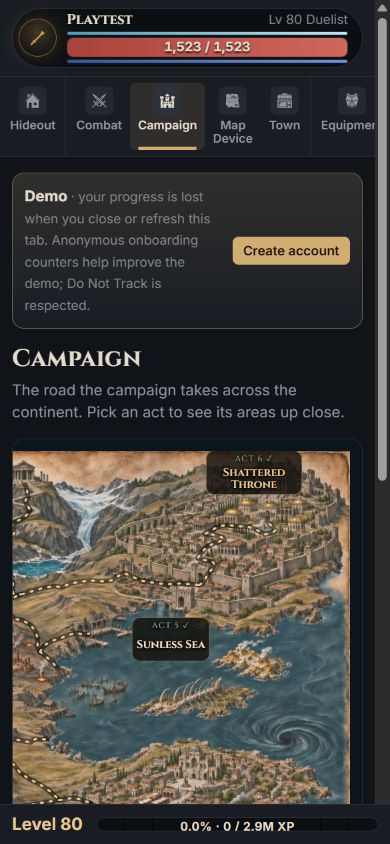 Playtest
Lv 80 Duelist
1,523 / 1,523
Hideout
Combat
Campaign
Map
Device
Town
Equipmen
Demo · your progress is lost
when you close or refresh this
tab. Anonymous onboarding
counters help improve the
demo; Do Not Track is
respected.
Create account
Campaign
The road the campaign takes across the
continent. Pick an act to see its areas up close.
ACT 6 ✓
Shattered
Throne
ACT 5 ✓
Sunless Sea
Level 80
0.0% · 0 / 2.9M XP